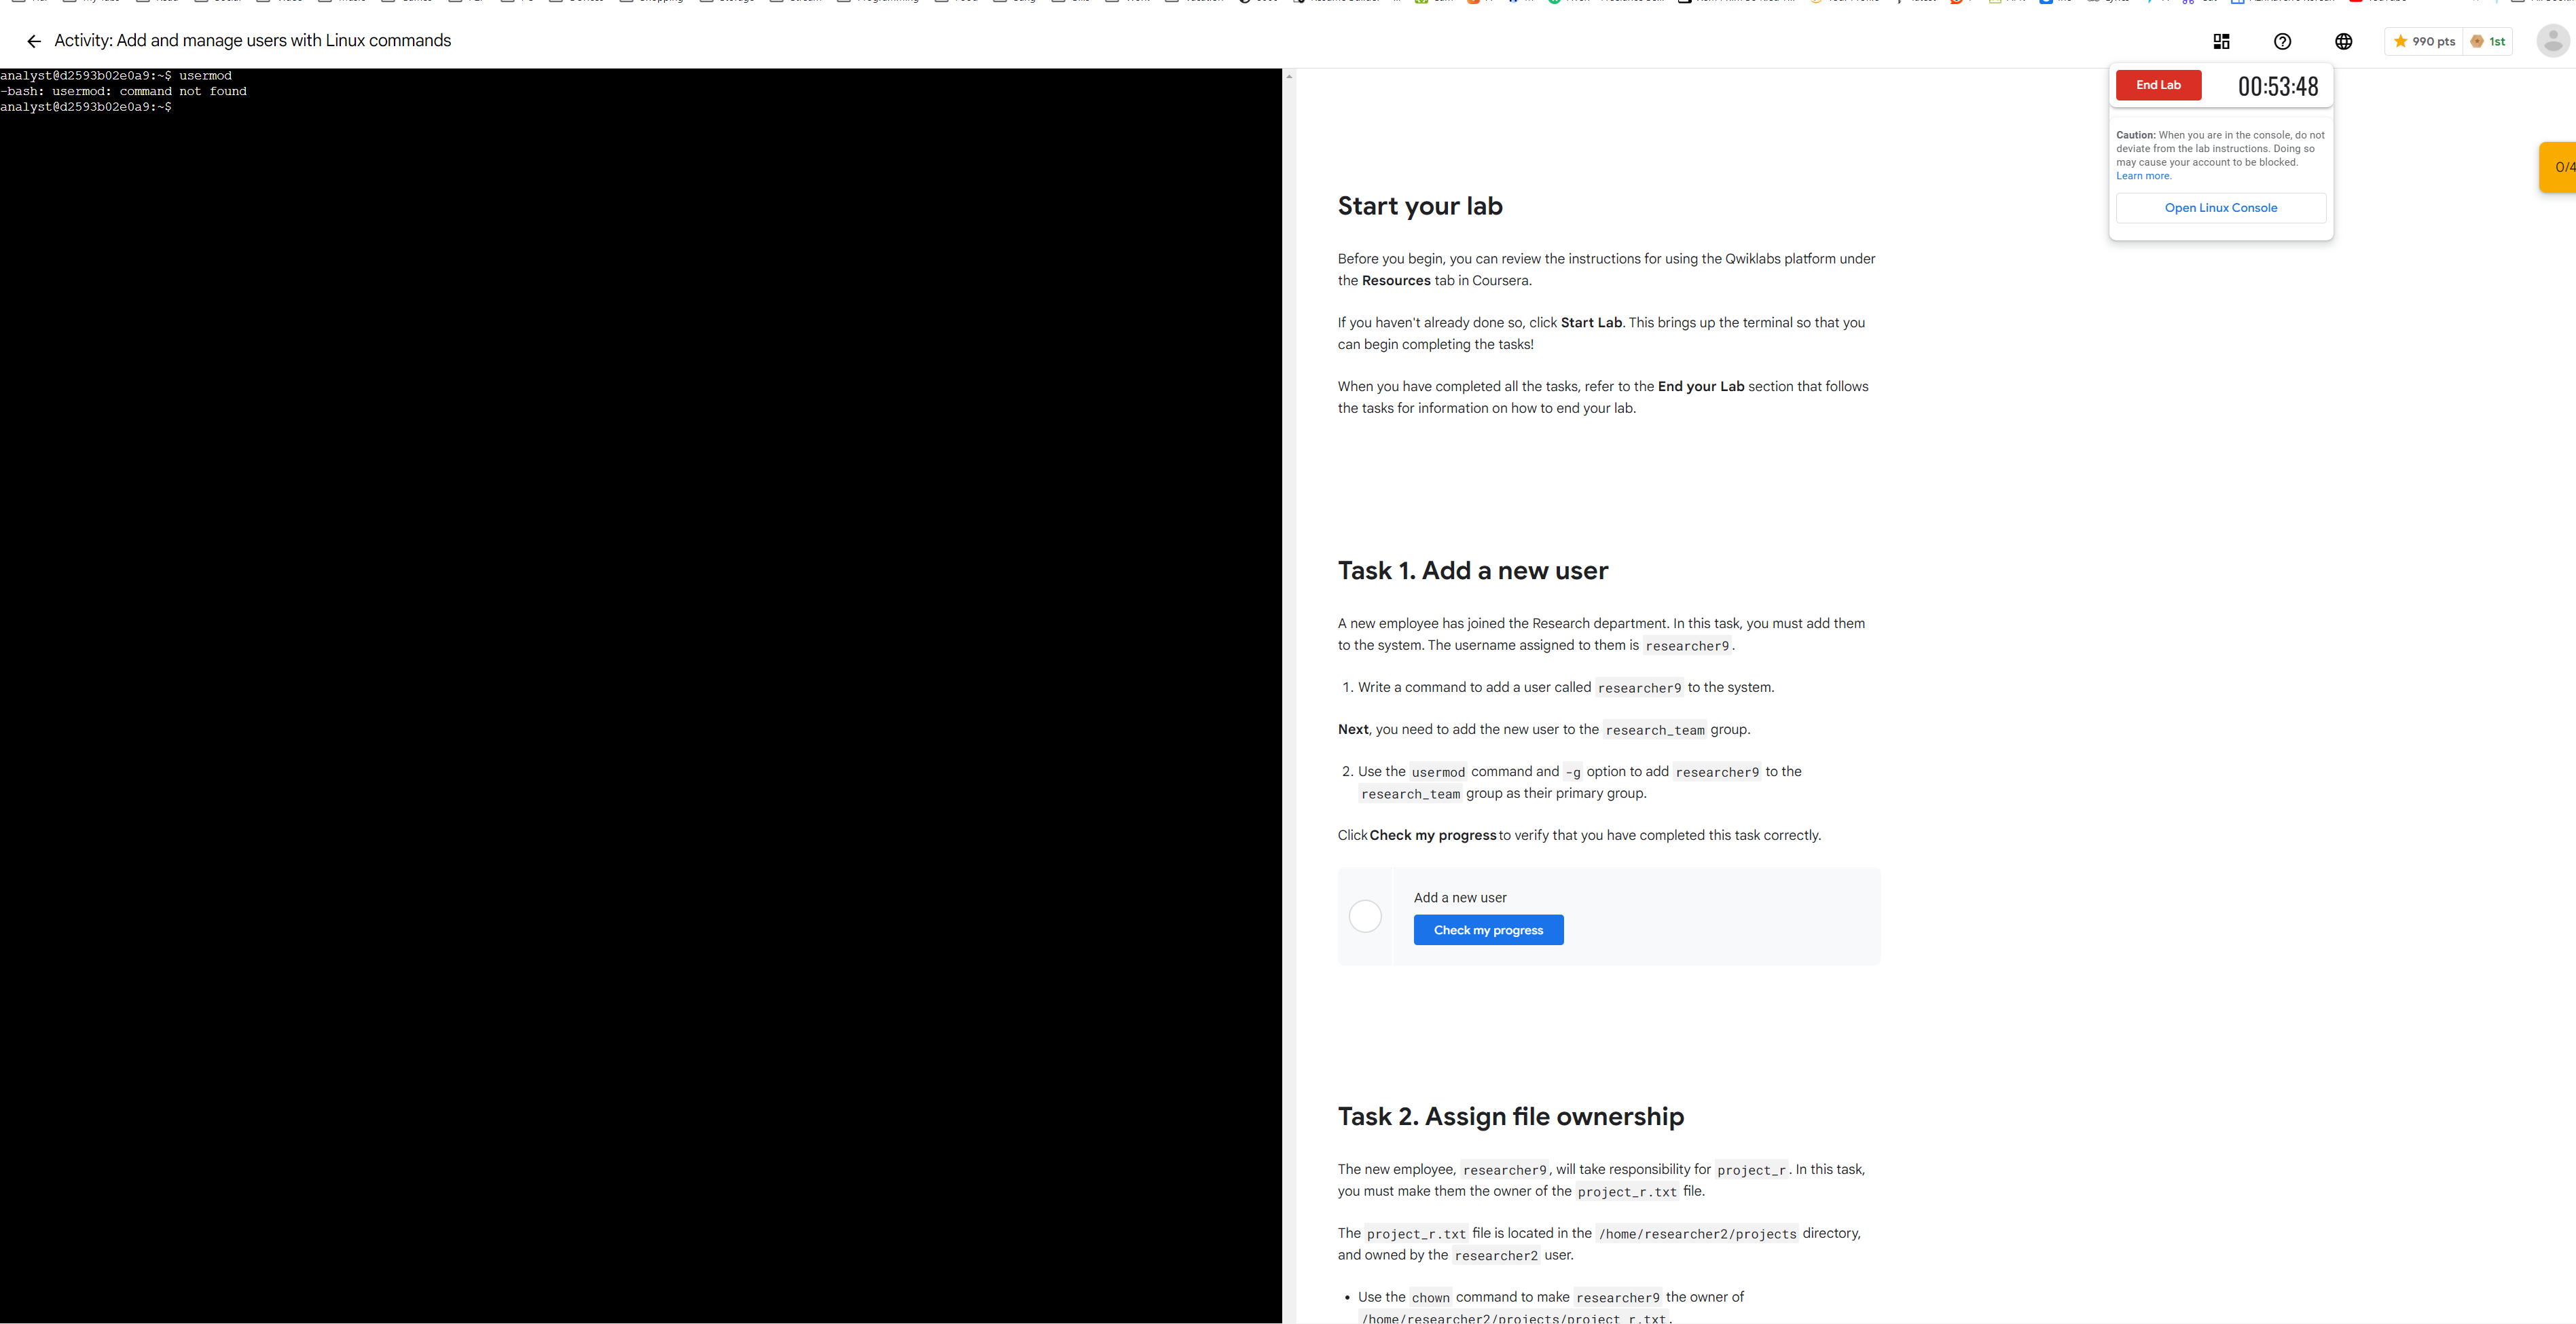 Activity: Add and manage users with Linux commands
990 pts
1st
analyst@d2593b02e0a9:~$ usermod
-bash: usermod: command not found
analyst@d2593b02e0a9:~$
End Lab
00:53:48
Caution: When you are in the console, do not
deviate from the lab instructions. Doing so
may cause your account to be blocked.
Learn more.
Open Linux Console
0/4
Start your lab
Before you begin, you can review the instructions for using the Qwiklabs platform under
the Resources tab in Coursera.
If you haven't already done so, click Start Lab. This brings up the terminal so that you
can begin completing the tasks!
When you have completed all the tasks, refer to the End your Lab section that follows
the tasks for information on how to end your lab.
Task 1. Add a new user
A new employee has joined the Research department. In this task, you must add them
to the system. The username assigned to them is researcher9.
1. Write a command to add a user called researcher9 to the system.
Next, you need to add the new user to the research_team group.
2. Use the usermod command and -g option to add researcher9 to the
research_team group as their primary group.
Click Check my progress to verify that you have completed this task correctly.
Add a new user
Check my progress
Task 2. Assign file ownership
The new employee, researcher9, will take responsibility for project_r. In this task,
you must make them the owner of the project_r.txt file.
The project_r.txt file is located in the /home/researcher2/projects directory,
and owned by the researcher2 user.
• Use the chown command to make researcher9 the owner of
/home/researcher2/projects/project_r.txt.